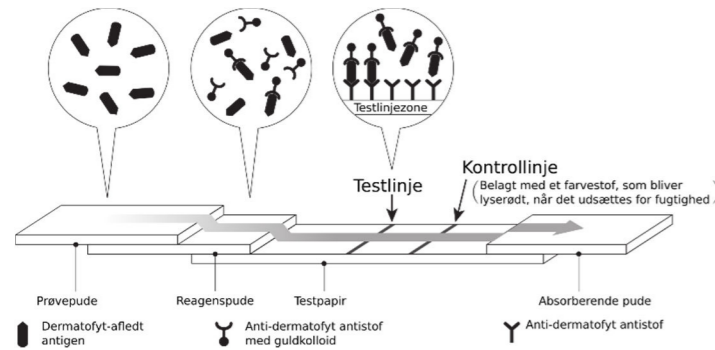 Testlinjezone
Kontrollinje
Testlinje
(Belagt med et farvestof, som bliver
lyserødt, når det udsættes for fugtighed)
Prøvepude
Reagenspude
Testpapir
Absorberende pude
Dermatofyt-afledt
antigen
Anti-dermatofyt antistof
med guldkolloid
Anti-dermatofyt antistof